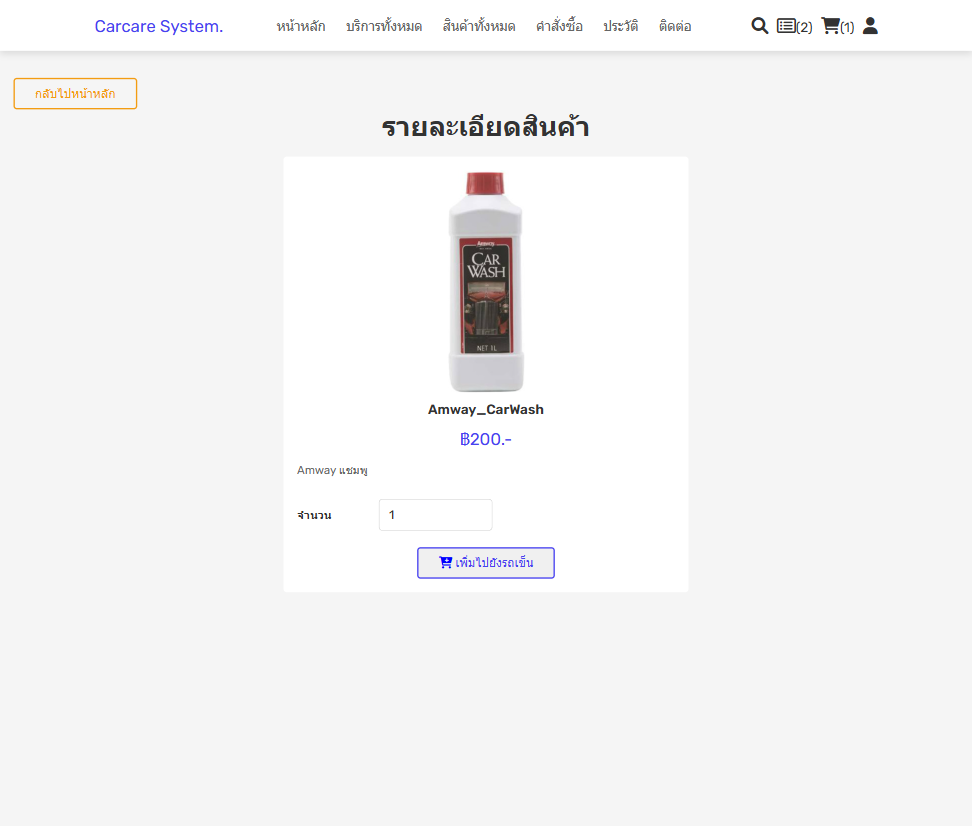 Carcare System. หน้าหลัก บริการทั้งหมด สินค้าทั้งหมด คำสั่งซื้อ ประวัติ ติดต่อ (2) (1)
กลับไปหน้าหลัก
รายละเอียดสินค้า
Amway
CAR
WASH
NET 1L
Amway_CarWash
฿200.-
Amway แชมพู
จำนวน 1
เพิ่มไปยังรถเข็น